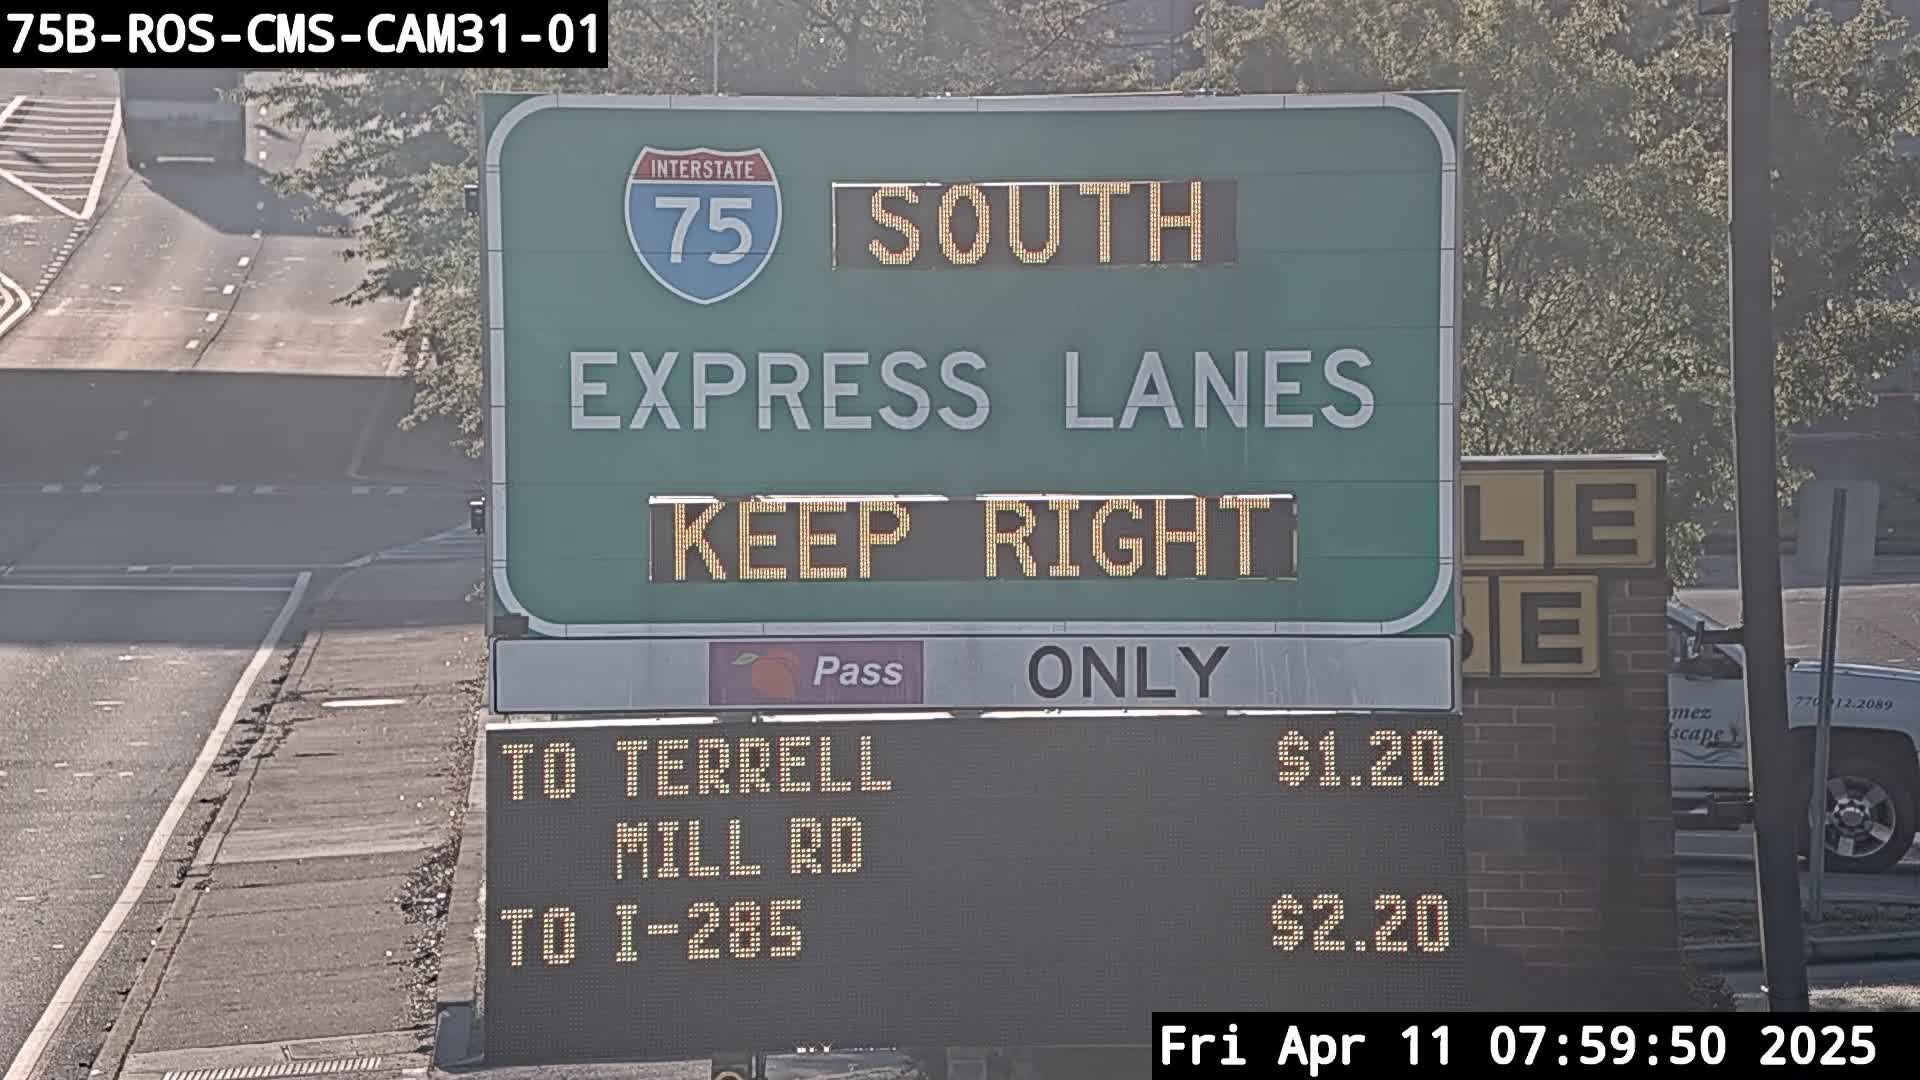 75B-ROS-CMS-CAM31-01
INTERSTATE
75
SOUTH
EXPRESS LANES
KEEP RIGHT
Pass ONLY
TO TERRELL $1.20
MILL RD
TO I-285 $2.20
LE
E
Fri Apr 11 07:59:50 2025